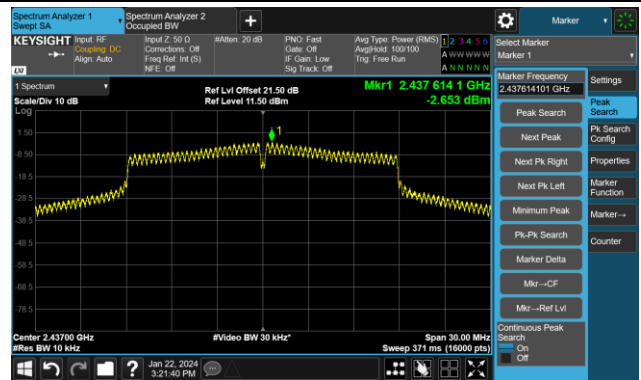 Spectrum Analyzer 1
Swept SA
Spectrum Analyzer 2
Occupied BW
Marker
KEYSIGHT
Input: RF
Coupling: DC
Align: Auto
Input Z: 50 Ω
Corrections: Off
Freq Ref: Int (S)
NFE: Off
#Atten: 20 dB
PNO: Fast
Gate: Off
IF Gain: Low
Sig Track: Off
Avg Type: Power (RMS)
Avg|Hold: 100/100
Trig: Free Run
1 2 3 4 5 6
A W W W W W
A N N N N N
LXI
Select Marker
Marker 1
1 Spectrum
Scale/Div 10 dB
Ref Lvl Offset 21.50 dB
Ref Level 11.50 dBm
Mkr1 2.437 614 1 GHz
-2.653 dBm
Log
1.50
-8.50
-18.5
-28.5
-38.5
-48.5
-58.5
-68.5
-78.5
1
Center 2.43700 GHz
#Res BW 10 kHz
#Video BW 30 kHz*
Span 30.00 MHz
Sweep 371 ms (16000 pts)
Marker Frequency
2.437614101 GHz
Peak Search
Next Peak
Next Pk Right
Next Pk Left
Minimum Peak
Pk-Pk Search
Marker Delta
Mkr→CF
Mkr→Ref Lvl
Continuous Peak
Search
On
Off
Settings
Peak
Search
Pk Search
Config
Properties
Marker
Function
Marker→
Counter
?
Jan 22, 2024
3:21:40 PM